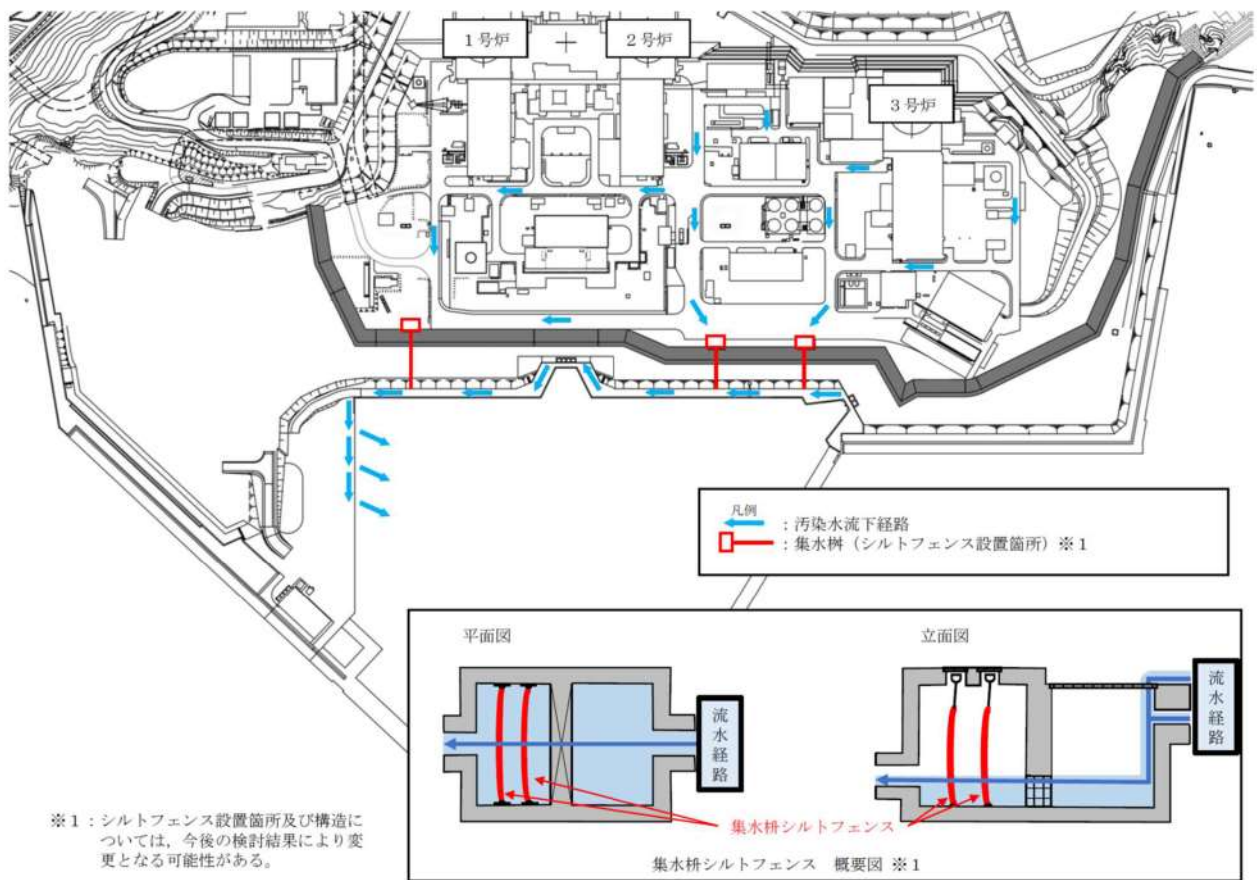 1号炉
2号炉
3号炉
凡例
：汚染水流下経路
：集水桝（シルトフェンス設置箇所）※1
平面図
立面図
流水経路
流水経路
集水枡シルトフェンス
集水枡シルトフェンス　概要図 ※1
※1：シルトフェンス設置箇所及び構造に
ついては，今後の検討結果により変
更となる可能性がある。